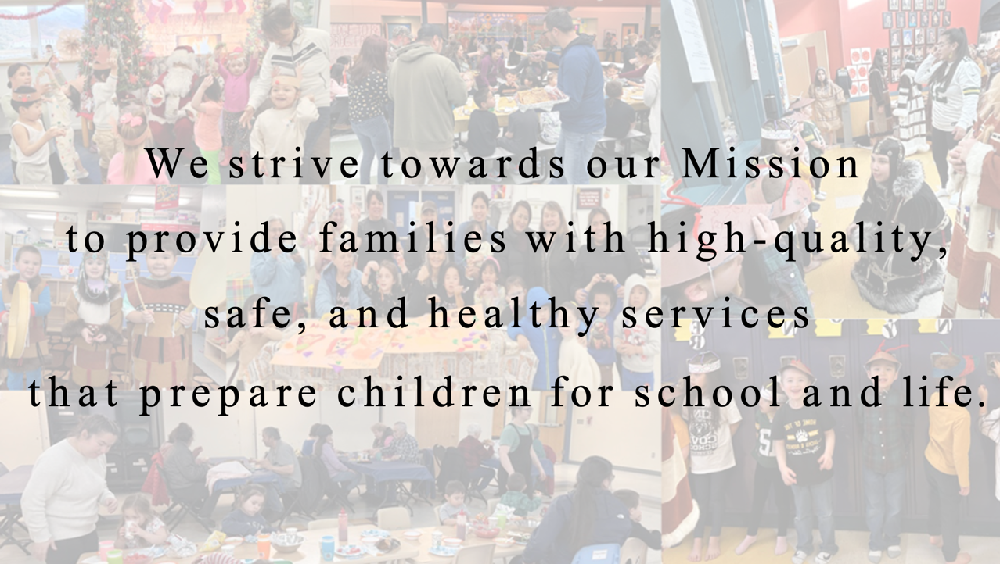 We strive towards our Mission
to provide families with high-quality,
safe, and healthy services
that prepare children for school and life.